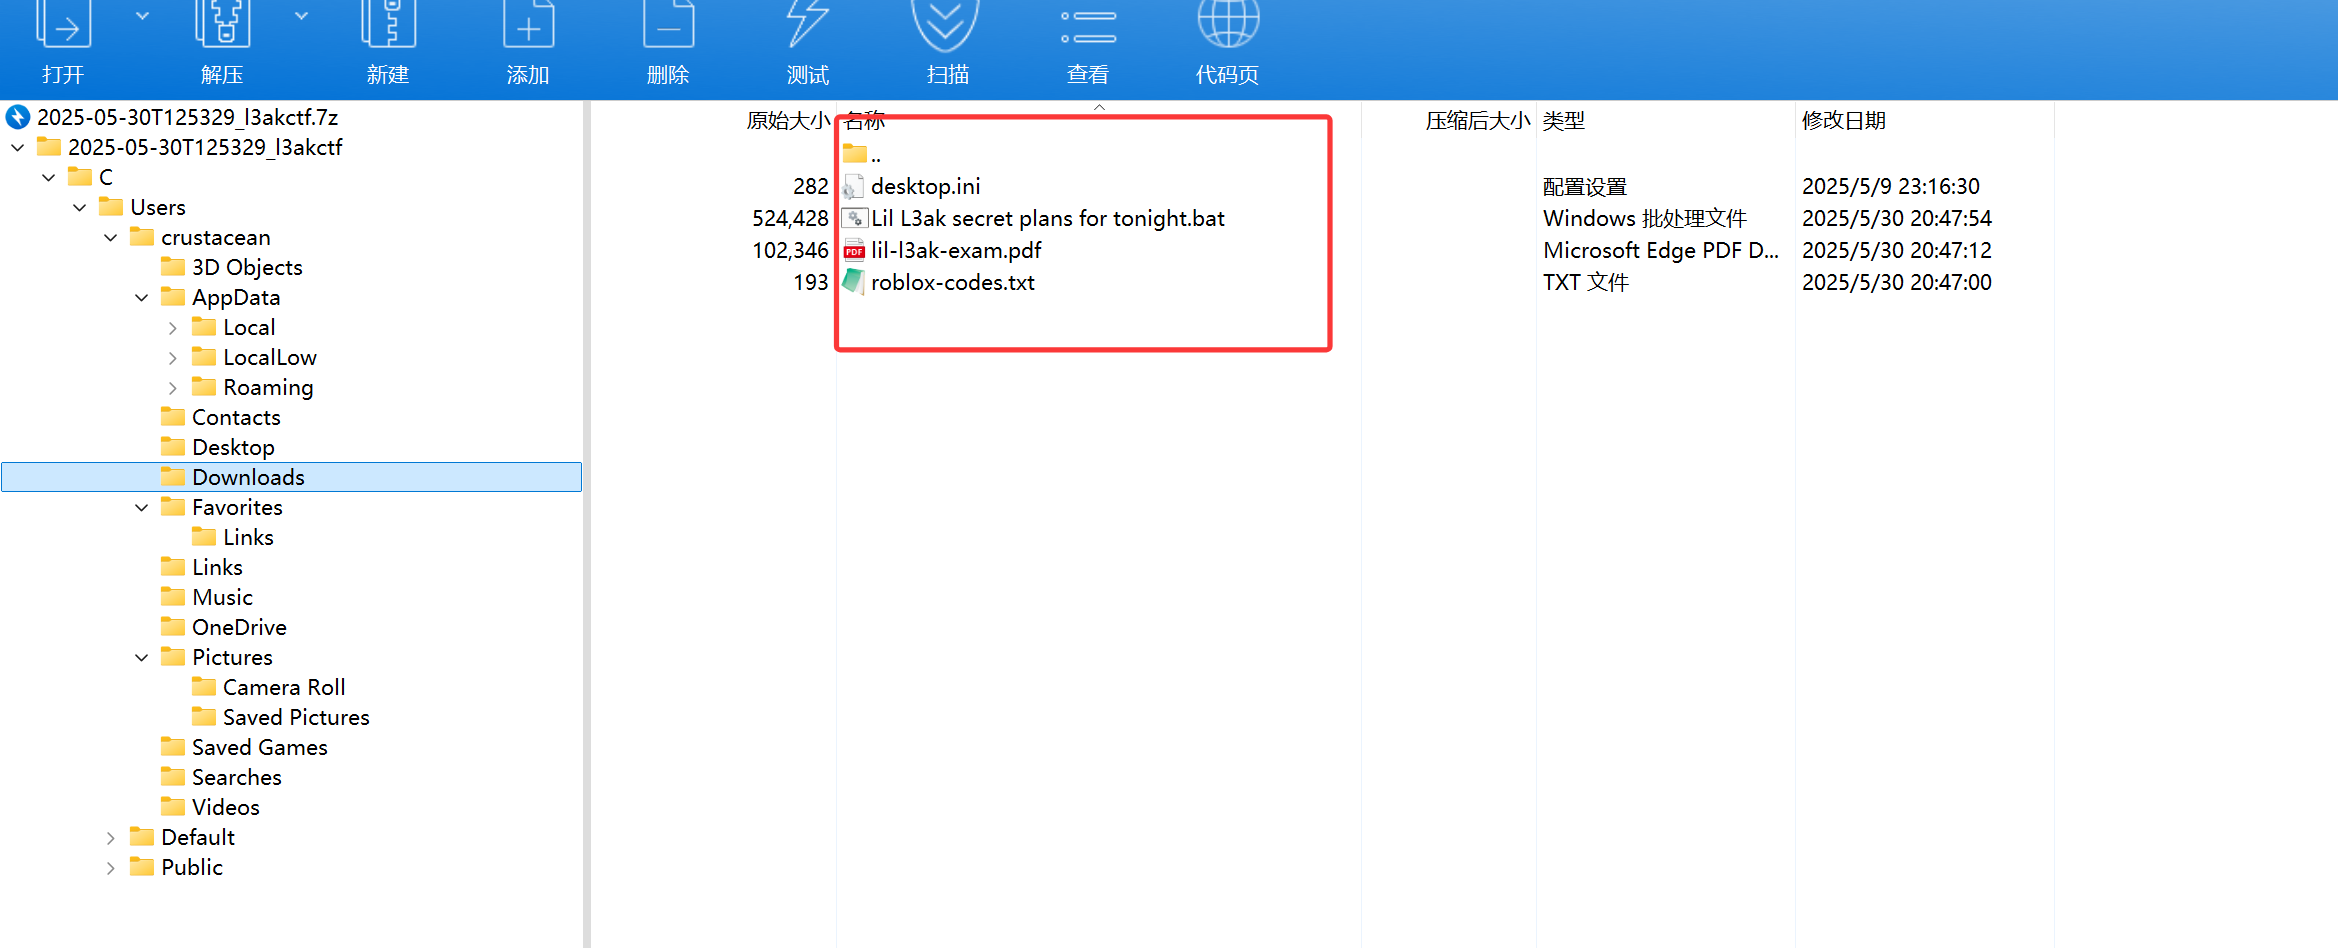 打开 解压 新建 添加 删除 测试 扫描 查看 代码页
2025-05-30T125329_l3akctf.7z
2025-05-30T125329_l3akctf
C
Users
crustacean
3D Objects
AppData
Local
LocalLow
Roaming
Contacts
Desktop
Downloads
Favorites
Links
Links
Music
OneDrive
Pictures
Camera Roll
Saved Pictures
Saved Games
Searches
Videos
Default
Public
原始大小 名称 压缩后大小 类型 修改日期
..
282 desktop.ini 配置设置 2025/5/9 23:16:30
524,428 Lil L3ak secret plans for tonight.bat Windows 批处理文件 2025/5/30 20:47:54
102,346 PDF lil-l3ak-exam.pdf Microsoft Edge PDF D... 2025/5/30 20:47:12
193 roblox-codes.txt TXT 文件 2025/5/30 20:47:00